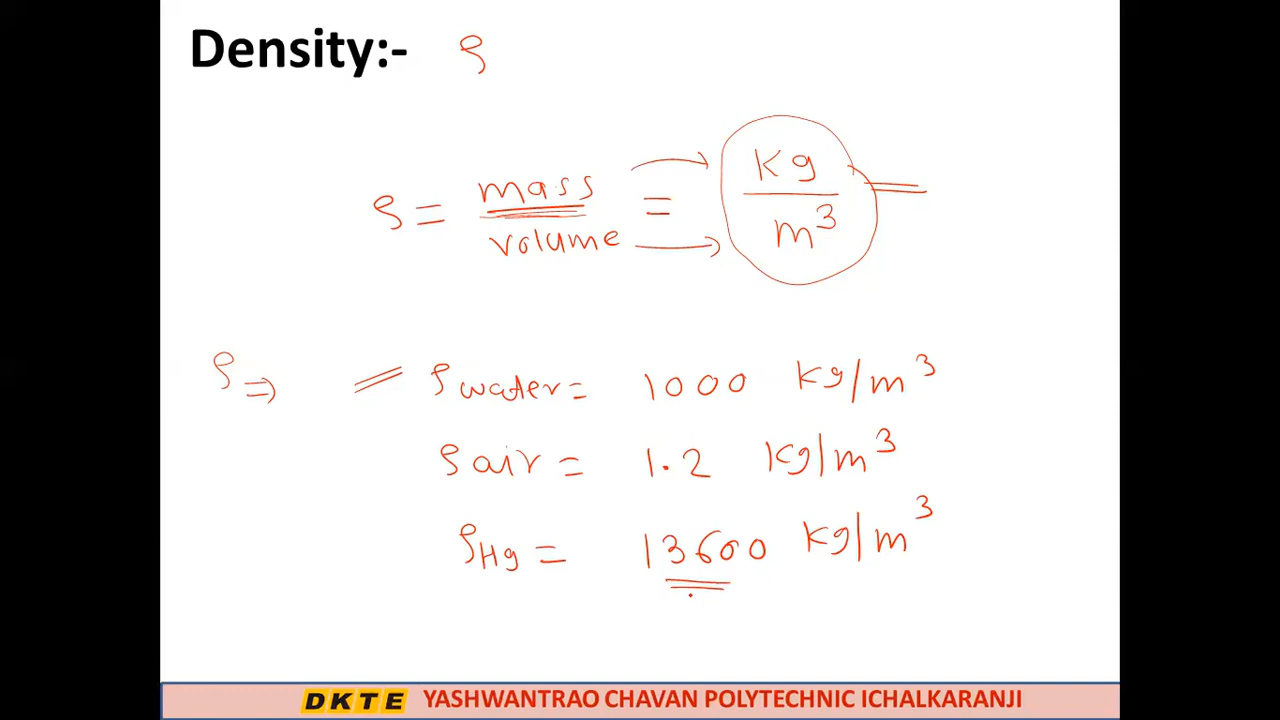 Density:- ρ
ρ = mass / volume = Kg / m³
ρ ⇒ ρwater = 1000 Kg/m³
ρair = 1.2 Kg/m³
ρHg = 13600 Kg/m³
DKTE YASHWANTRAO CHAVAN POLYTECHNIC ICHALKARANJI